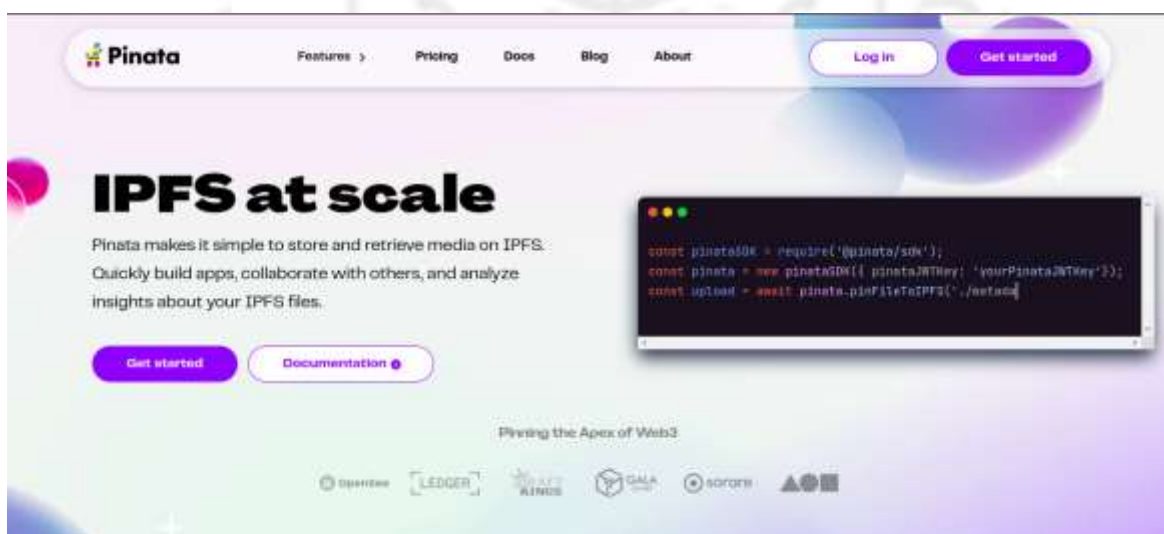 Pinata
Features >
Pricing
Docs
Blog
About
Log in
Get started
IPFS at scale
Pinata makes it simple to store and retrieve media on IPFS.
Quickly build apps, collaborate with others, and analyze
insights about your IPFS files.
Get started
Documentation
const pinataSDK = require('@pinata/sdk');
const pinata = new pinataSDK({ pinataJWTKey: 'yourPinataJWTKey'});
const upload = await pinata.pinFileToIPFS('./metada
Pinning the Apex of Web3
OpenSea
LEDGER
KINGS
GALA
sorare